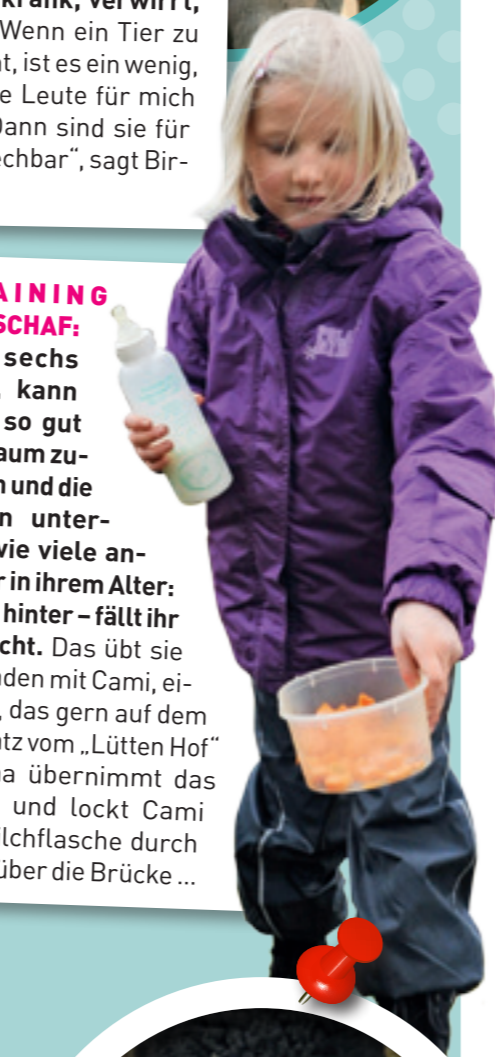 krank, verwirrt,
Wenn ein Tier zu
t, ist es ein wenig,
e Leute für mich
Dann sind sie für
echbar“, sagt Bir-
AINING
SCHAF:
sechs
kann
so gut
aum zu-
n und die
n unter-
wie viele an-
r in ihrem Alter:
hinter – fällt ihr
cht. Das übt sie
nden mit Cami, ei-
, das gern auf dem
atz vom „Lütten Hof“
na übernimmt das
und lockt Cami
ilchflasche durch
über die Brücke ...